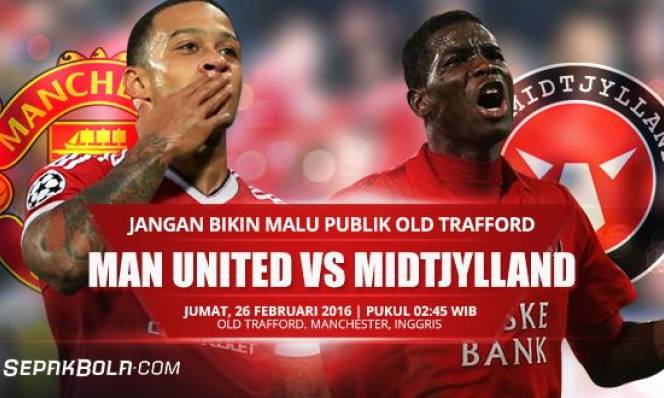 MANCHE
MIDTJYLLAN
JANGAN BIKIN MALU PUBLIK OLD TRAFFORD
MAN UNITED VS MIDTJYLLAND
JUMAT, 26 FEBRUARI 2016 | PUKUL 02:45 WIB
OLD TRAFFORD. MANCHESTER, INGGRIS
SKE
BANK
SEPAKBOLA.COM